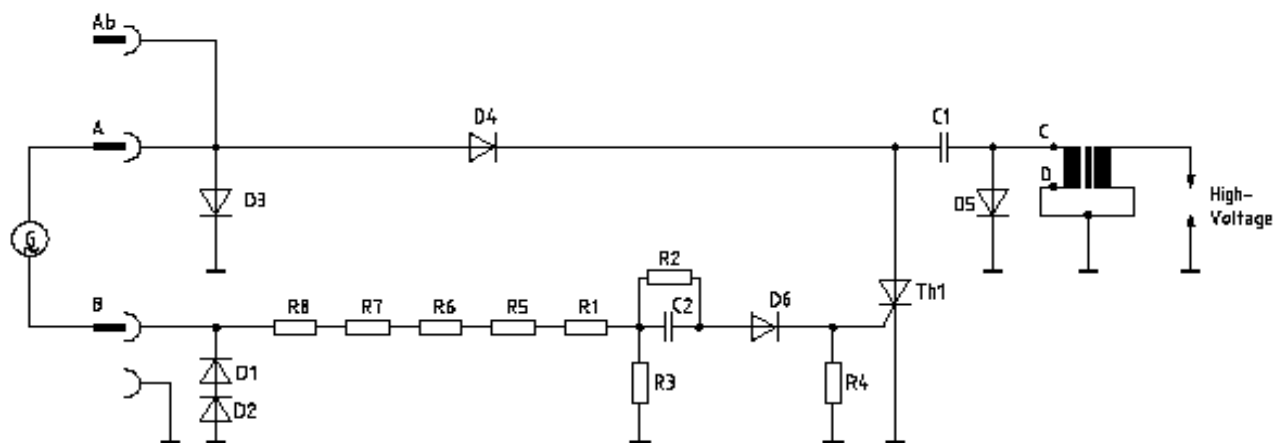 Ab
A
D4
C1
C
D
D3
D5
High-
Voltage
G
R2
B
R8
R7
R6
R5
R1
C2
D6
Th1
D1
D2
R3
R4